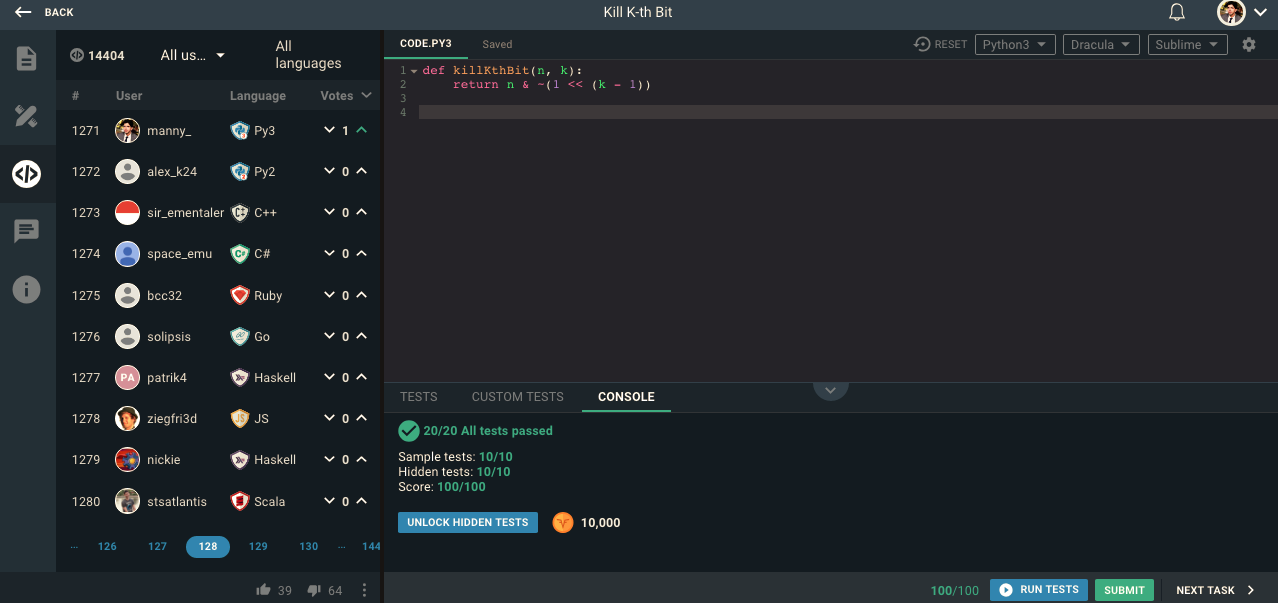 BACK
Kill K-th Bit
14404
All us...
All
languages
CODE.PY3
Saved
RESET
Python3
Dracula
Sublime
# User Language Votes
1271 manny_ Py3 1
1272 alex_k24 Py2 0
1273 sir_ementaler C++ 0
1274 space_emu C# 0
1275 bcc32 Ruby 0
1276 solipsis Go 0
1277 PA patrik4 Haskell 0
1278 ziegfri3d JS 0
1279 nickie Haskell 0
1280 stsatlantis Scala 0
... 126 127 128 129 130 ... 144
39 64
1 def killKthBit(n, k):
2 return n & ~(1 << (k - 1))
3
4
TESTS CUSTOM TESTS CONSOLE
20/20 All tests passed
Sample tests: 10/10
Hidden tests: 10/10
Score: 100/100
UNLOCK HIDDEN TESTS 10,000
100/100 RUN TESTS SUBMIT NEXT TASK